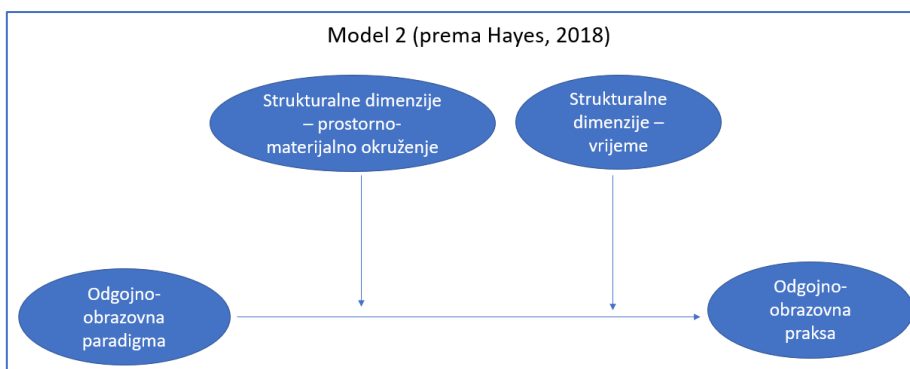 Model 2 (prema Hayes, 2018)
Strukturalne dimenzije
– prostorno-
materijalno okruženje
Strukturalne
dimenzije –
vrijeme
Odgojno-
obrazovna
paradigma
Odgojno-
obrazovna
praksa